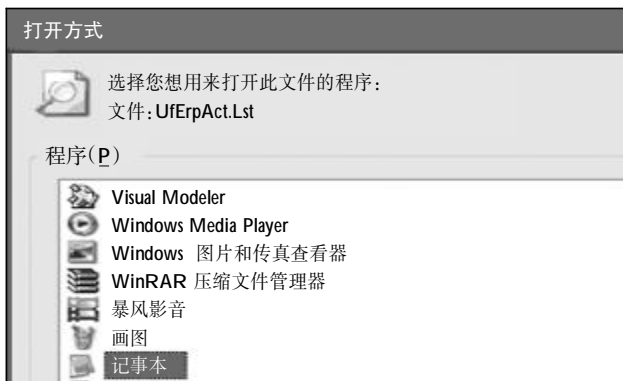 打开方式
选择您想用来打开此文件的程序:
文件:UfErpAct.Lst
程序(P)
Visual Modeler
Windows Media Player
Windows 图片和传真查看器
WinRAR 压缩文件管理器
暴风影音
画图
记事本